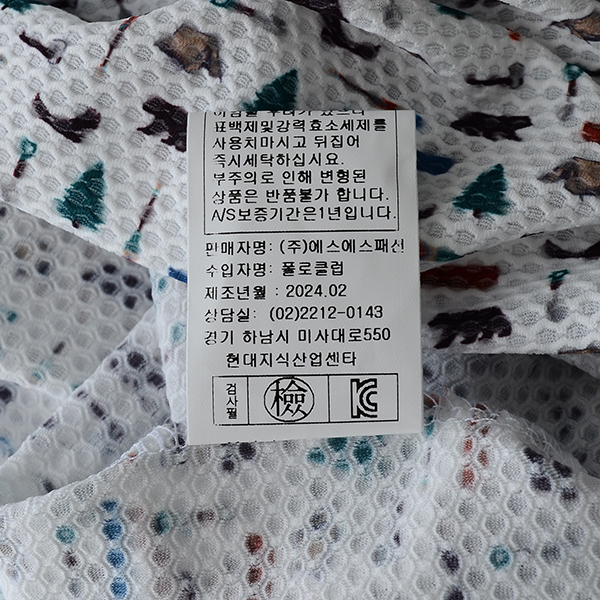 표백제및강력효소세제를
사용치마시고 뒤집어
즉시세탁하십시요.
부주의로 인해 변형된
상품은 반품불가 합니다.
A/S보증기간은1년입니다.
판매자명: (주)에스에스패션
수입자명: 폴로클럽
제조년월 : 2024.02
상담실: (02)2212-0143
경기 하남시 미사대로550
현대지식산업센타
검사필 檢 KC